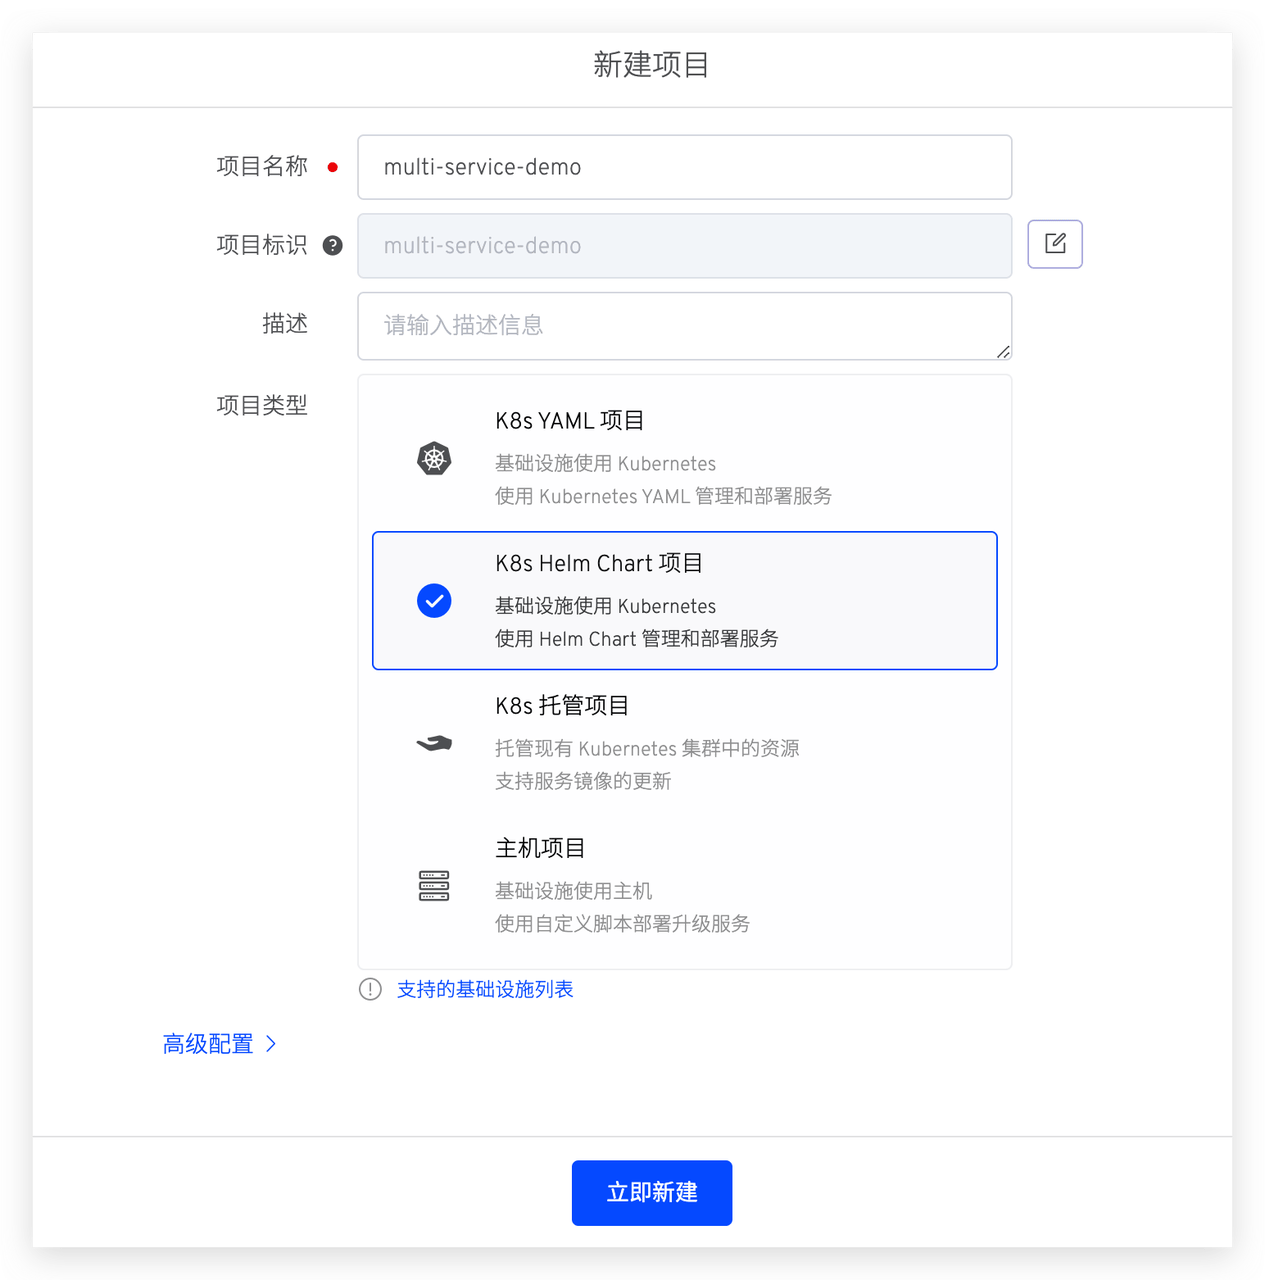 新建项目
项目名称
multi-service-demo
项目标识
?
multi-service-demo
描述
请输入描述信息
项目类型
K8s YAML 项目
基础设施使用 Kubernetes
使用 Kubernetes YAML 管理和部署服务
K8s Helm Chart 项目
基础设施使用 Kubernetes
使用 Helm Chart 管理和部署服务
K8s 托管项目
托管现有 Kubernetes 集群中的资源
支持服务镜像的更新
主机项目
基础设施使用主机
使用自定义脚本部署升级服务
支持的基础设施列表
高级配置
立即新建